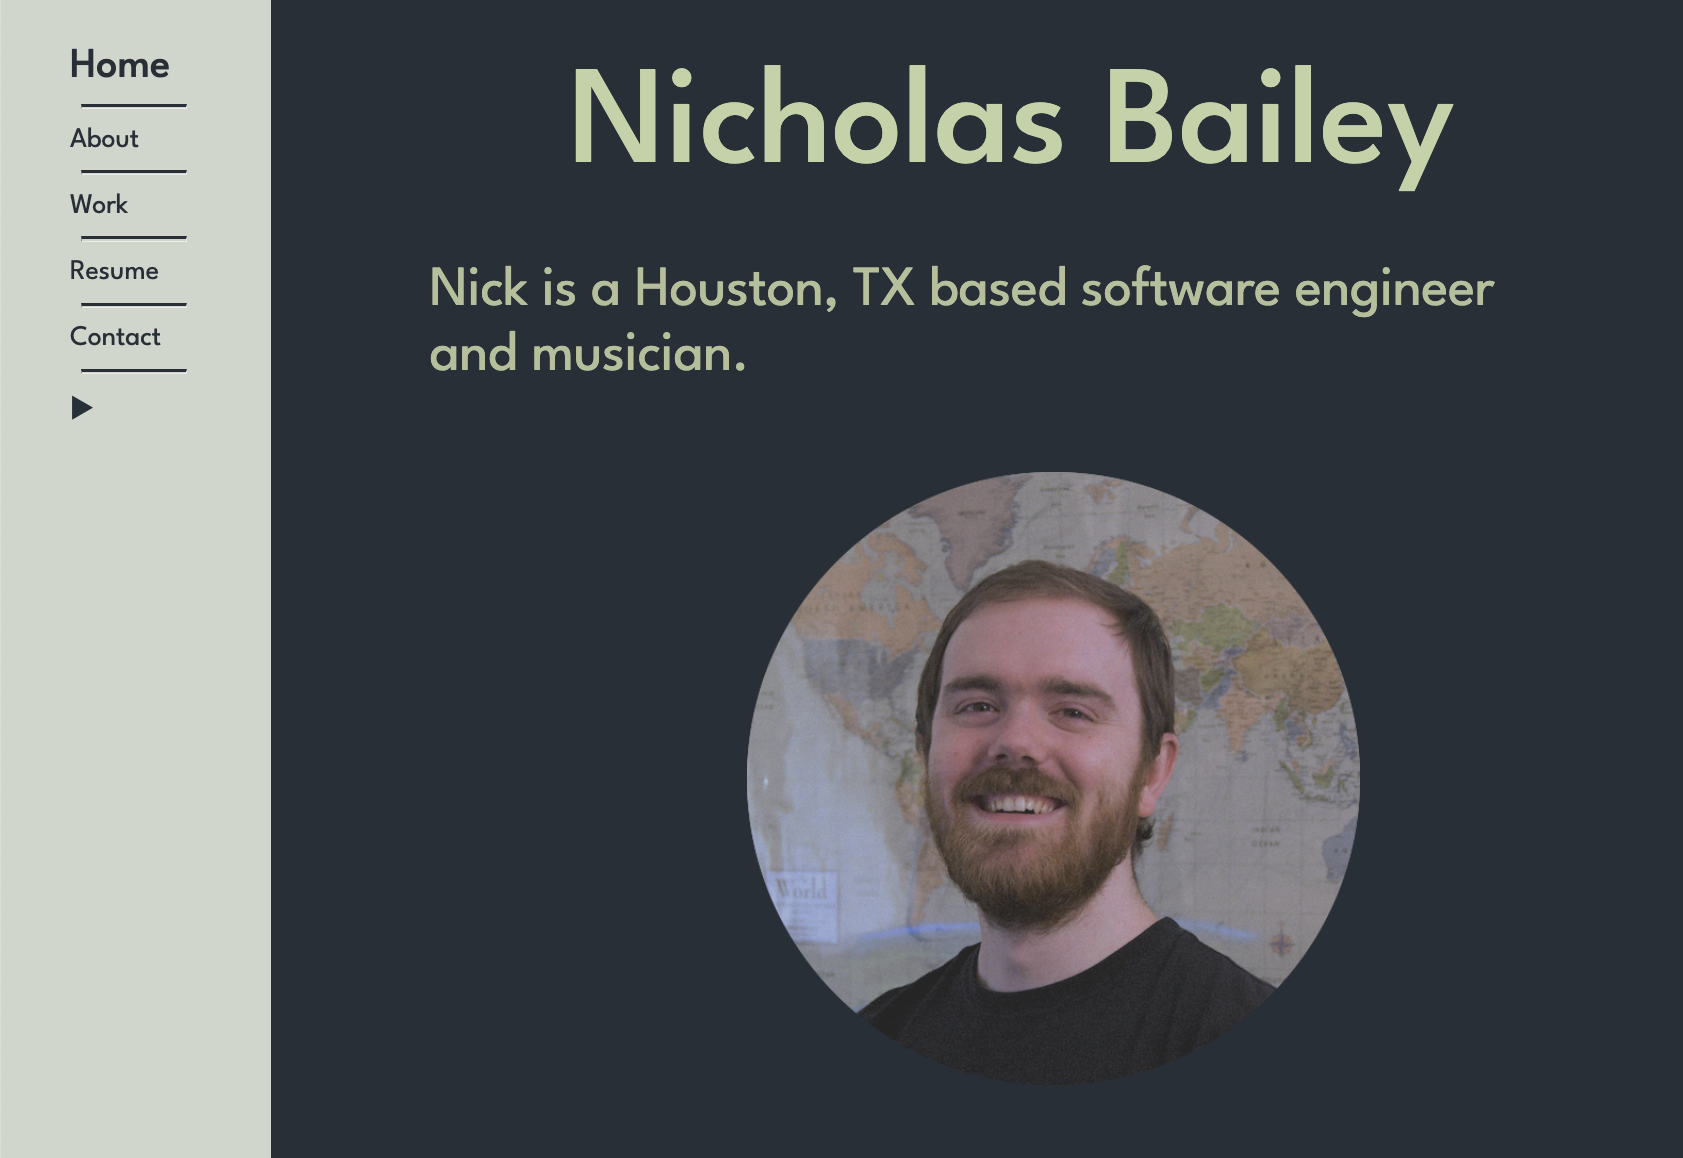 Home
About
Work
Resume
Contact
Nicholas Bailey
Nick is a Houston, TX based software engineer
and musician.
World